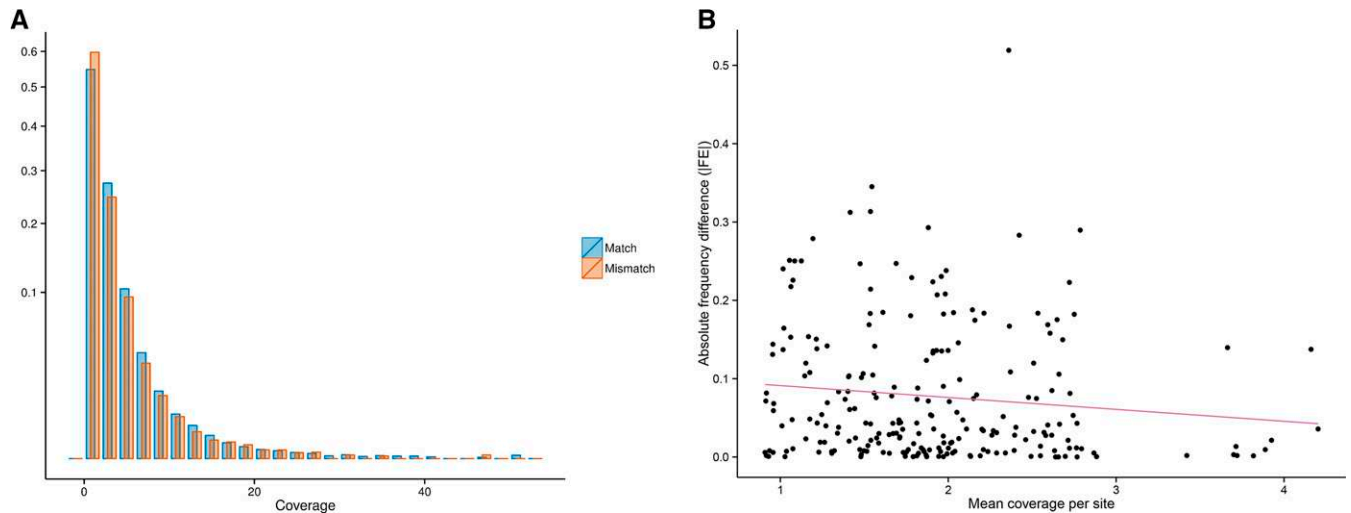 A
0.6
0.5
0.4
0.3
0.2
0.1
0
20
40
Coverage
Match
Mismatch
B
0.5
0.4
0.3
0.2
0.1
0.0
1
2
3
4
Mean coverage per site
Absolute frequency difference (|FE|)